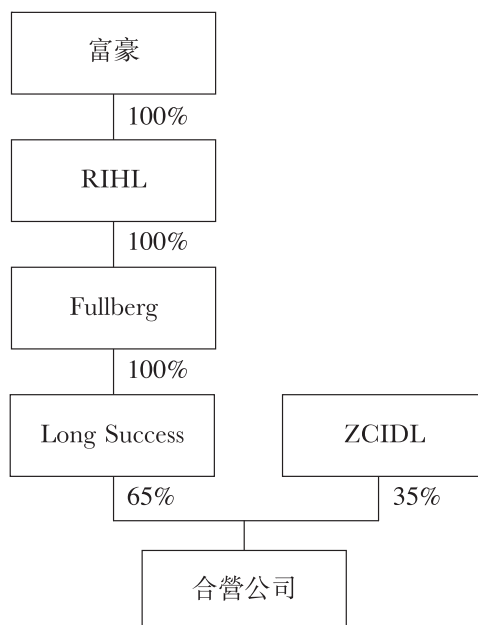 富豪
100%
RIHL
100%
Fullberg
100%
Long Success
ZCIDL
65%
35%
合營公司